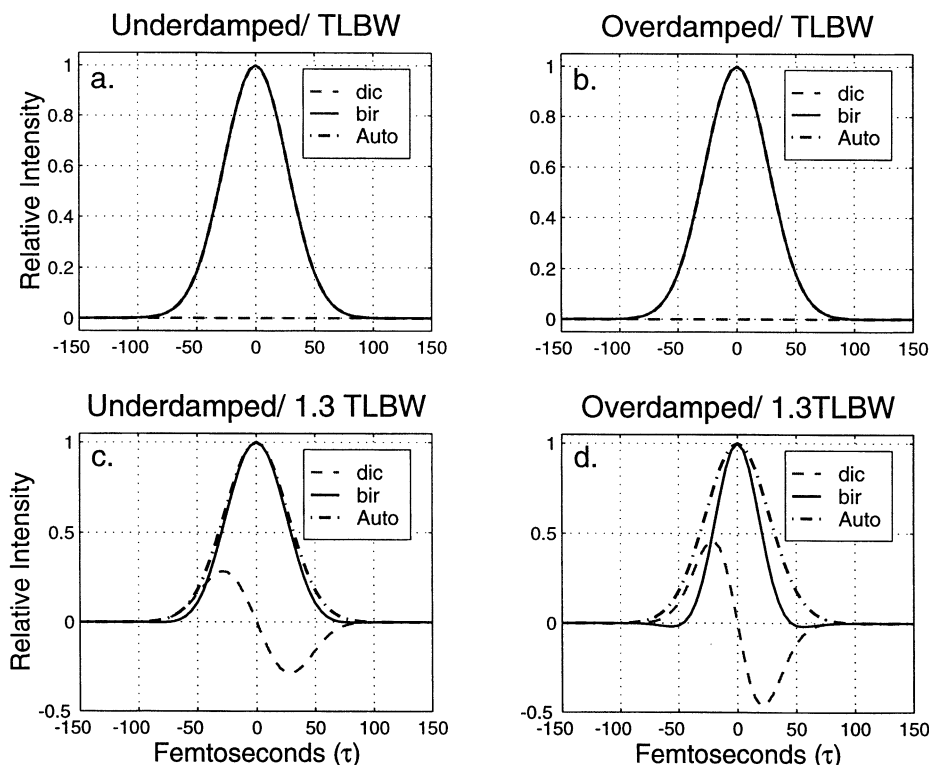 Underdamped/ TLBW
a.
dic
bir
Auto
Relative Intensity
1
0.8
0.6
0.4
0.2
0
-150 -100 -50 0 50 100 150
Overdamped/ TLBW
b.
dic
bir
Auto
1
0.8
0.6
0.4
0.2
0
-150 -100 -50 0 50 100 150
Underdamped/ 1.3 TLBW
c.
dic
bir
Auto
Relative Intensity
1
0.5
0
-0.5
-150 -100 -50 0 50 100 150
Femtoseconds (τ)
Overdamped/ 1.3TLBW
d.
dic
bir
Auto
1
0.5
0
-0.5
-150 -100 -50 0 50 100 150
Femtoseconds (τ)